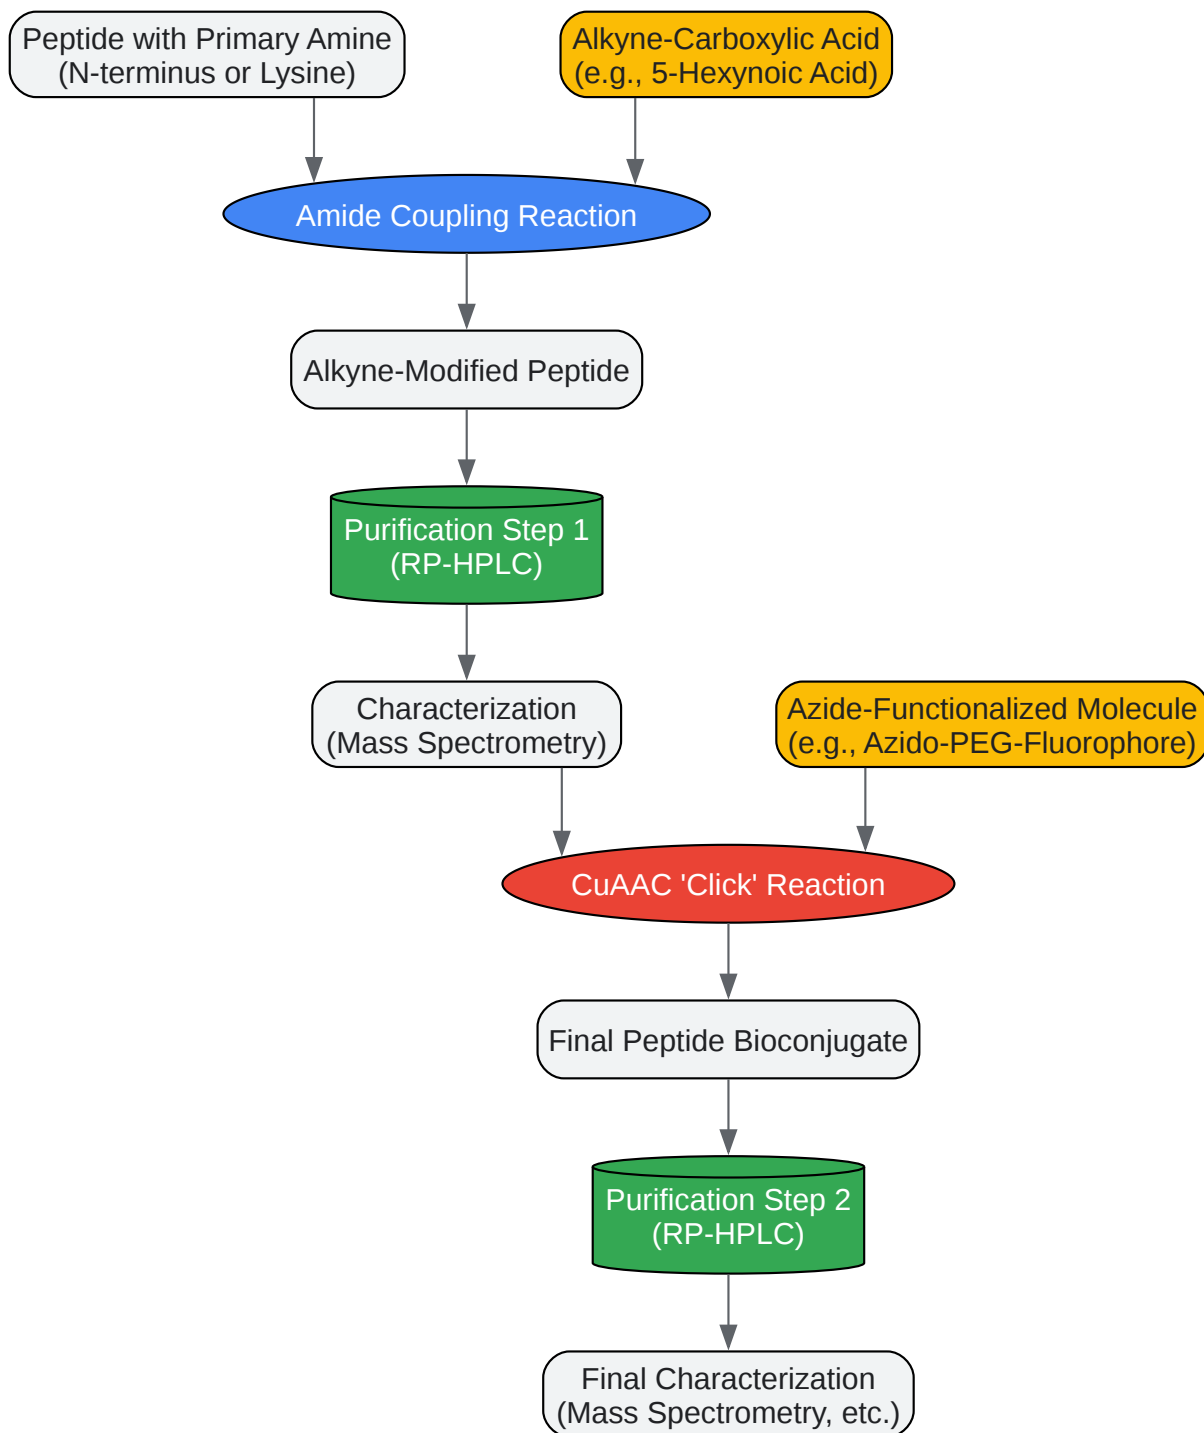 Peptide with Primary Amine
(N-terminus or Lysine)
Alkyne-Carboxylic Acid
(e.g., 5-Hexynoic Acid)
Amide Coupling Reaction
Alkyne-Modified Peptide
Purification Step 1
(RP-HPLC)
Characterization
(Mass Spectrometry)
Azide-Functionalized Molecule
(e.g., Azido-PEG-Fluorophore)
CuAAC 'Click' Reaction
Final Peptide Bioconjugate
Purification Step 2
(RP-HPLC)
Final Characterization
(Mass Spectrometry, etc.)